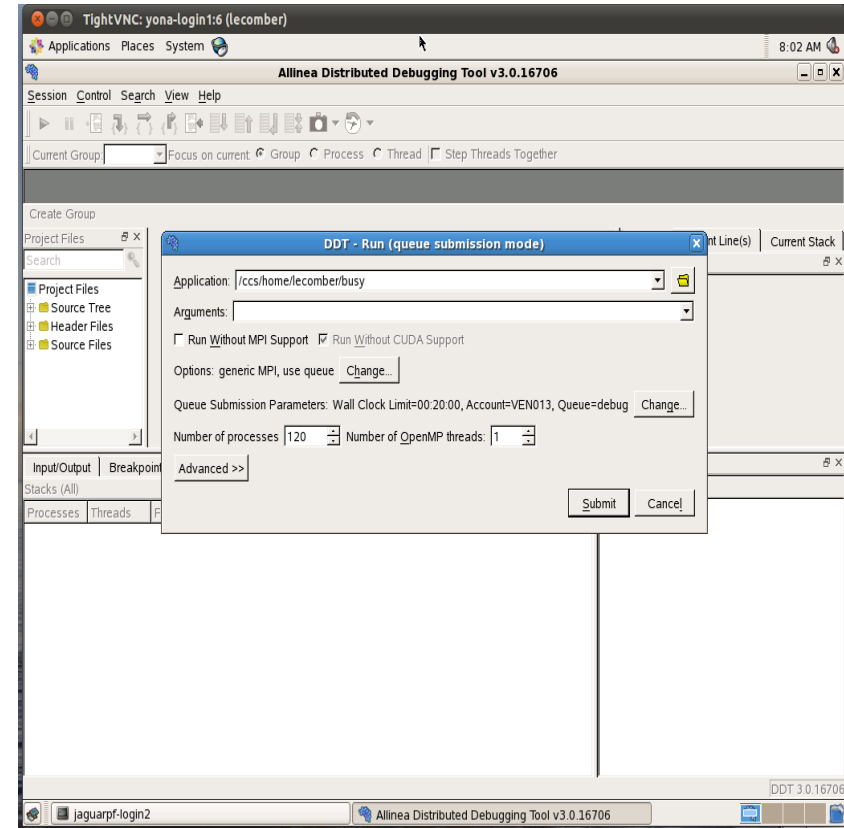 TightVNC: yona-login1:6 (lecomber)
Applications Places System 8:02 AM
Allinea Distributed Debugging Tool v3.0.16706
Session Control Search View Help
Current Group: Focus on current Group Process Thread Step Threads Together
Create Group
Project Files
Search
Project Files
Source Tree
Header Files
Source Files
DDT - Run (queue submission mode)
Application: /ccs/home/lecomber/busy
Arguments:
Run Without MPI Support Run Without CUDA Support
Options: generic MPI, use queue Change...
Queue Submission Parameters: Wall Clock Limit=00:20:00, Account=VEN013, Queue=debug Change...
Number of processes 120 Number of OpenMP threads: 1
Advanced >>
Submit Cancel
nt Line(s) Current Stack
Input/Output Breakpoint
Stacks (All)
Processes Threads F
DDT 3.0.16706
jaguarpf-login2 Allinea Distributed Debugging Tool v3.0.16706